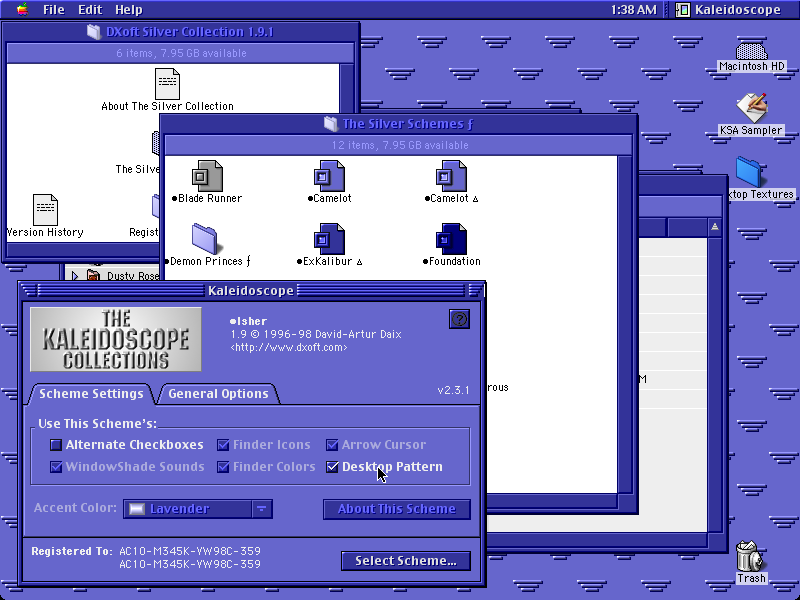 File Edit Help
1:38 AM Kaleidoscope
DXoft Silver Collection 1.9.1
6 items, 7.95 GB available
About The Silver Collection
The Silve
Version History
Regist
The Silver Schemes ƒ
12 items, 7.95GB available
•Blade Runner
•Camelot
•Camelot ∆
•Demon Princes ƒ
•ExKalibur ∆
•Foundation
rous
M
Dusty Rose
Macintosh HD
KSA Sampler
ktop Textures
Trash
Kaleidoscope
THE
KALEIDOSCOPE
COLLECTIONS
•Isher
1.9 © 1996-98 David-Artur Daix
<http://www.dxoft.com>
?
Scheme Settings
General Options
v2.3.1
Use This Scheme's:
Alternate Checkboxes
Finder Icons
Arrow Cursor
WindowShade Sounds
Finder Colors
Desktop Pattern
Accent Color:
Lavender
About This Scheme
Registered To: AC10-M345K-YW98C-359
AC10-M345K-YW98C-359
Select Scheme...